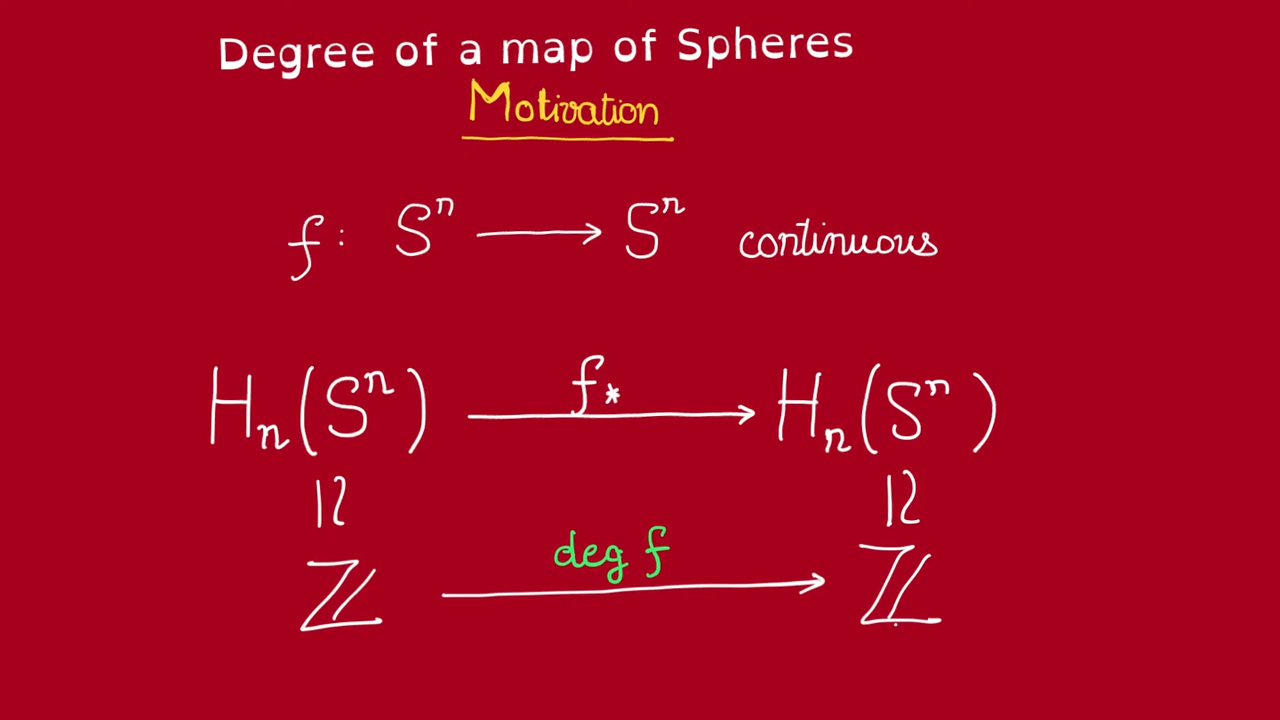 Degree of a map of Spheres
Motivation
f: Sⁿ ⟶ Sⁿ continuous
f∗
Hₙ(Sⁿ) ⟶ Hₙ(Sⁿ)
≅ ≅
deg f
ℤ ⟶ ℤ